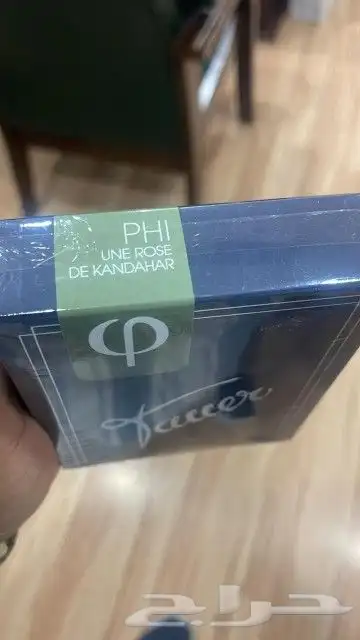 PHI
UNE ROSE
DE KANDAHAR
φ
Tauer
حراج